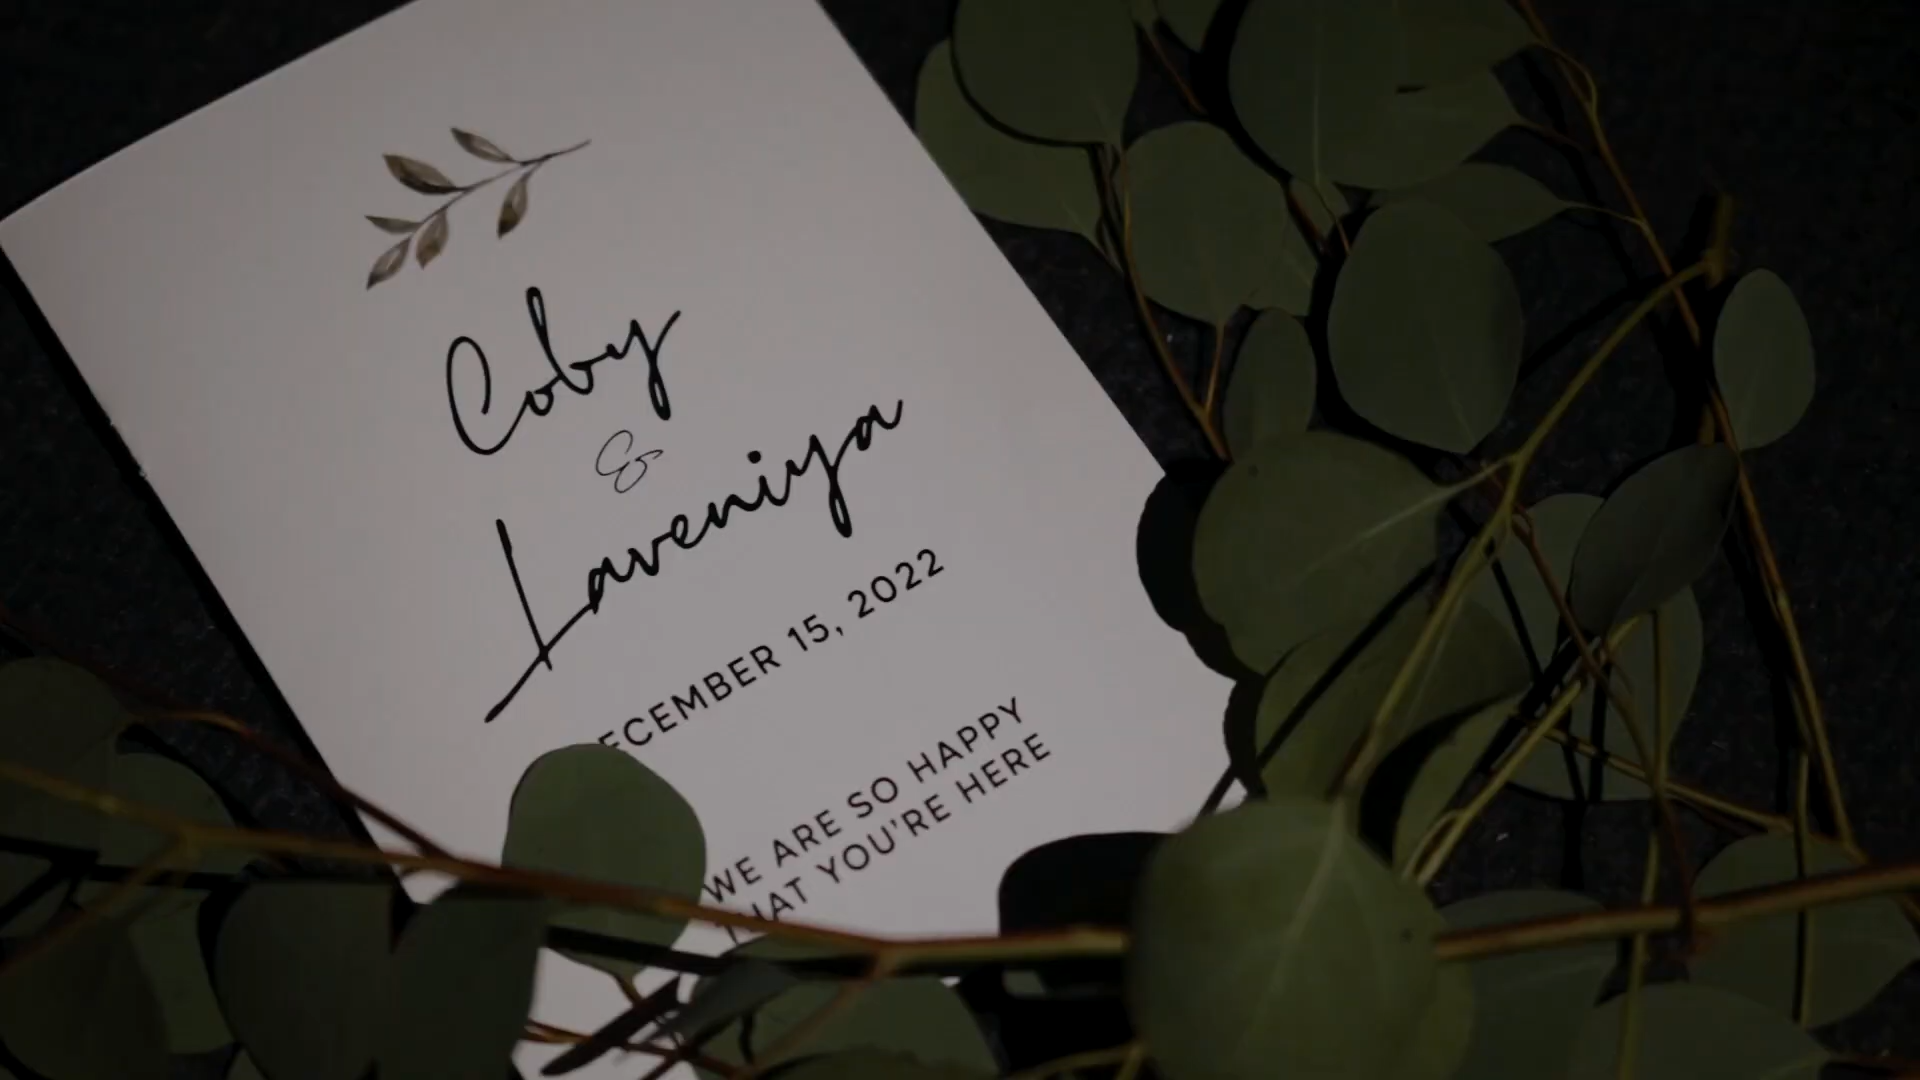 Coby
&
Laveniya
ECEMBER 15, 2022
WE ARE SO HAPPY
HAT YOU'RE HERE